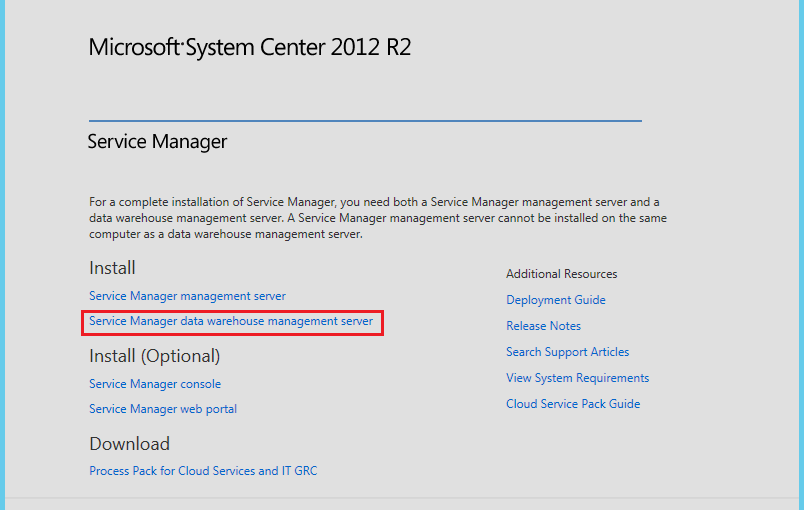 Microsoft System Center 2012 R2
Service Manager
For a complete installation of Service Manager, you need both a Service Manager management server and a
data warehouse management server. A Service Manager management server cannot be installed on the same
computer as a data warehouse management server.
Install
Service Manager management server
Service Manager data warehouse management server
Install (Optional)
Service Manager console
Service Manager web portal
Download
Process Pack for Cloud Services and IT GRC
Additional Resources
Deployment Guide
Release Notes
Search Support Articles
View System Requirements
Cloud Service Pack Guide